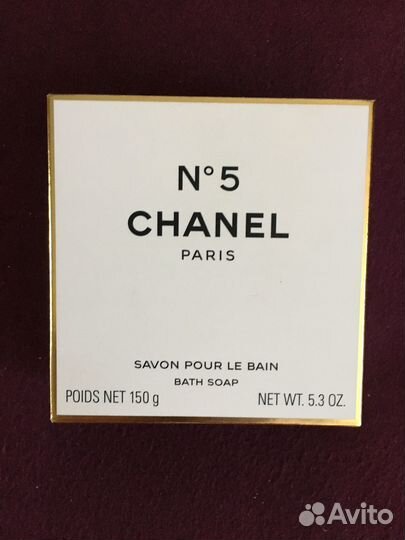 N°5
CHANEL
PARIS
SAVON POUR LE BAIN
BATH SOAP
POIDS NET 150 g NET WT. 5.3 OZ.
Avito